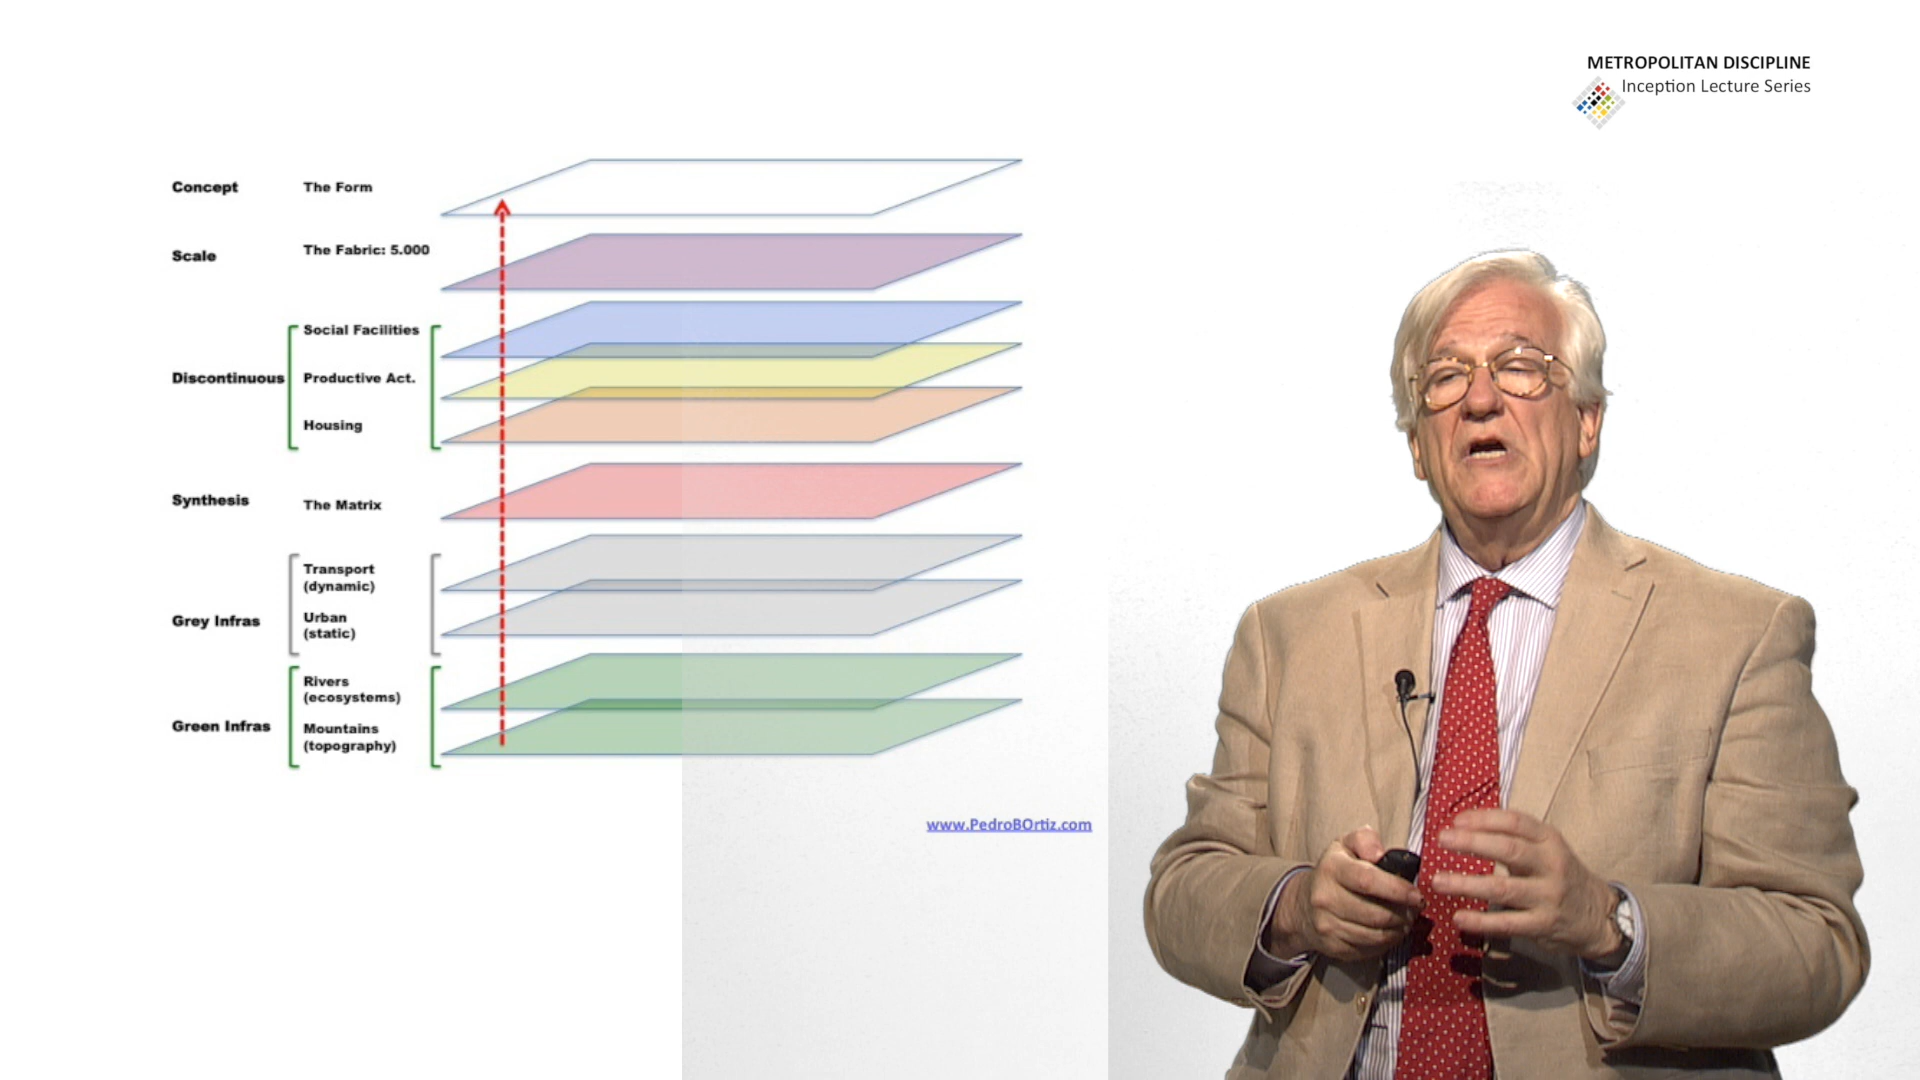 METROPOLITAN DISCIPLINE
Inception Lecture Series
Concept The Form
Scale The Fabric: 5.000
Discontinuous
Social Facilities
Productive Act.
Housing
Synthesis The Matrix
Grey Infras
Transport
(dynamic)
Urban
(static)
Green Infras
Rivers
(ecosystems)
Mountains
(topography)
www.PedroBOrtiz.com